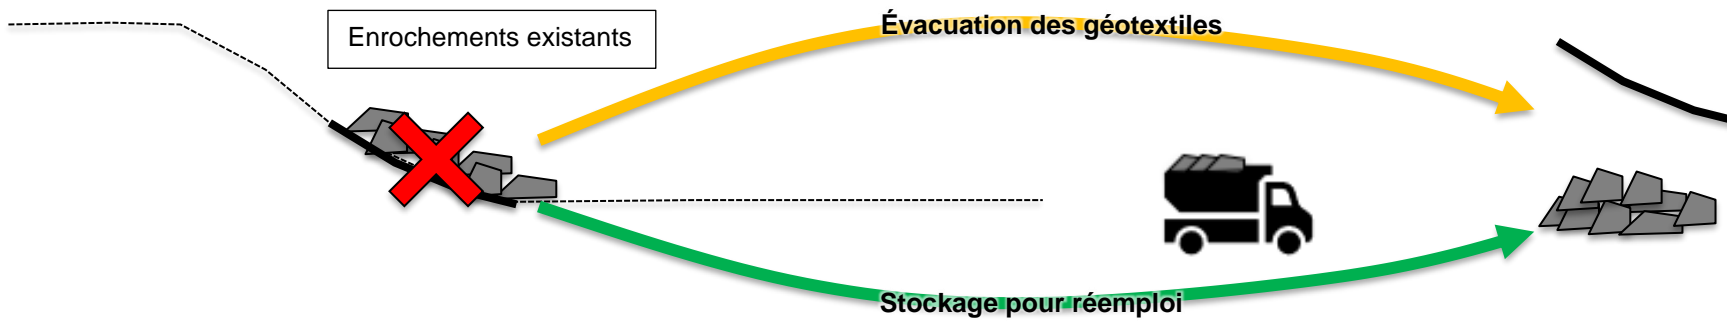 Évacuation des géotextiles
Enrochements existants
Stockage pour réemploi